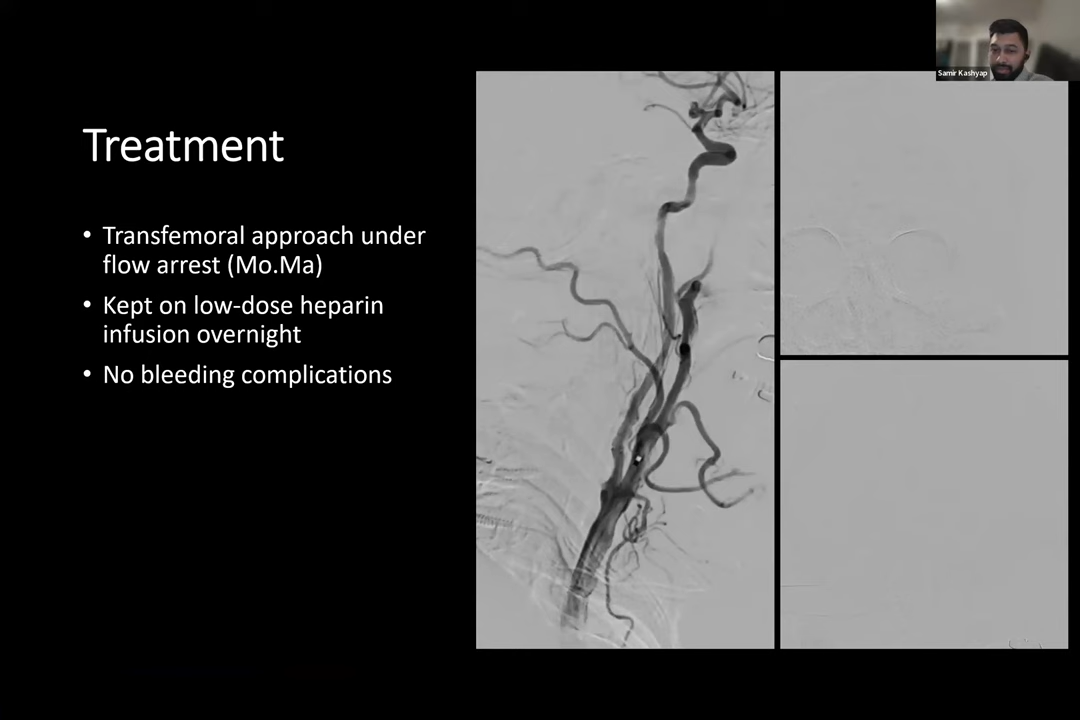 Samir Kashyap
Treatment
• Transfemoral approach under
flow arrest (Mo.Ma)
• Kept on low-dose heparin
infusion overnight
• No bleeding complications